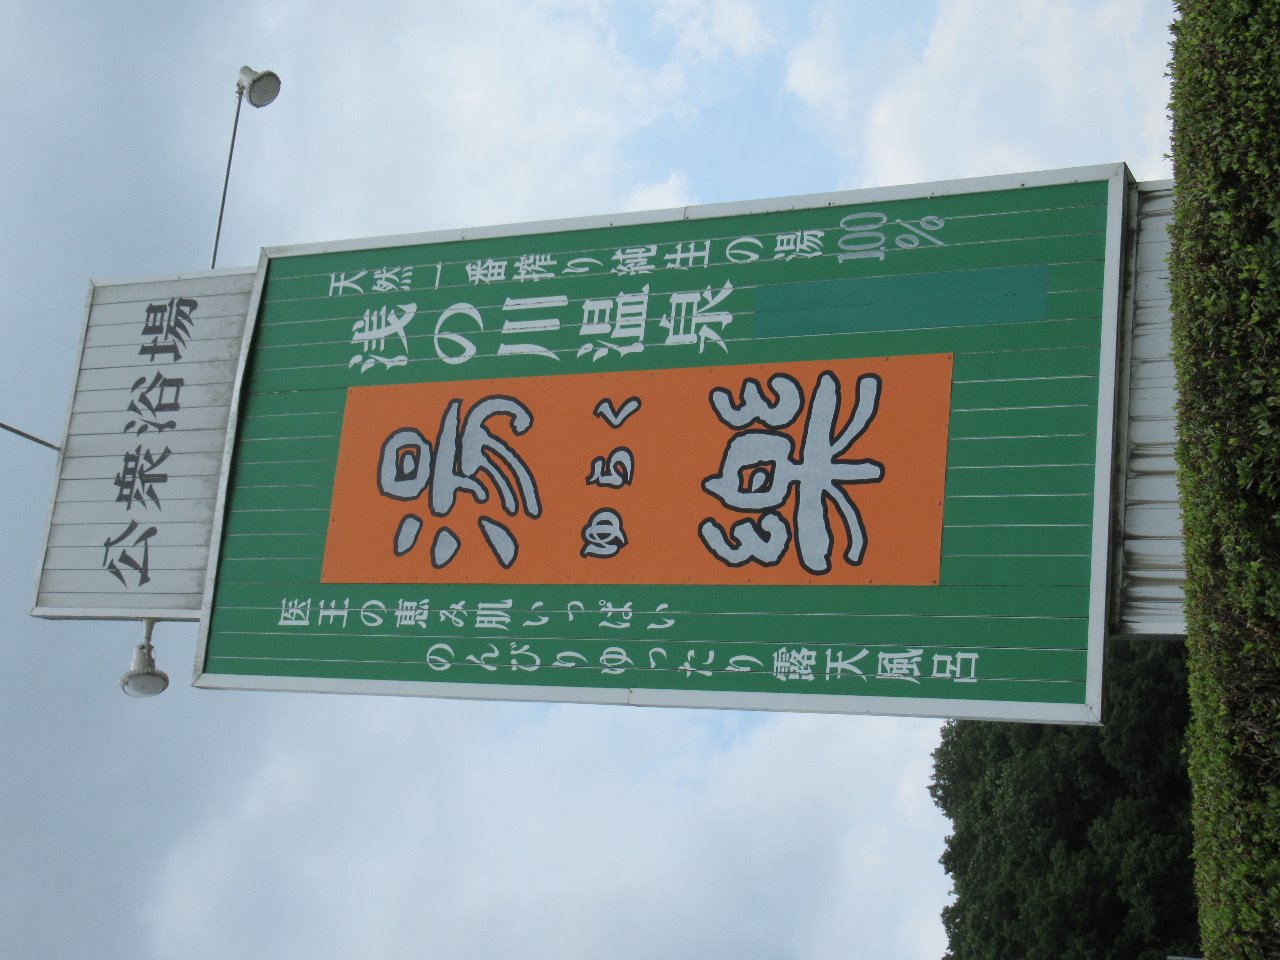 公衆浴場
天然一番搾り純生の湯100%
浅の川温泉
湯楽
ゆらく
医王の恵み肌いっぱい
のんびりゆったり露天風呂